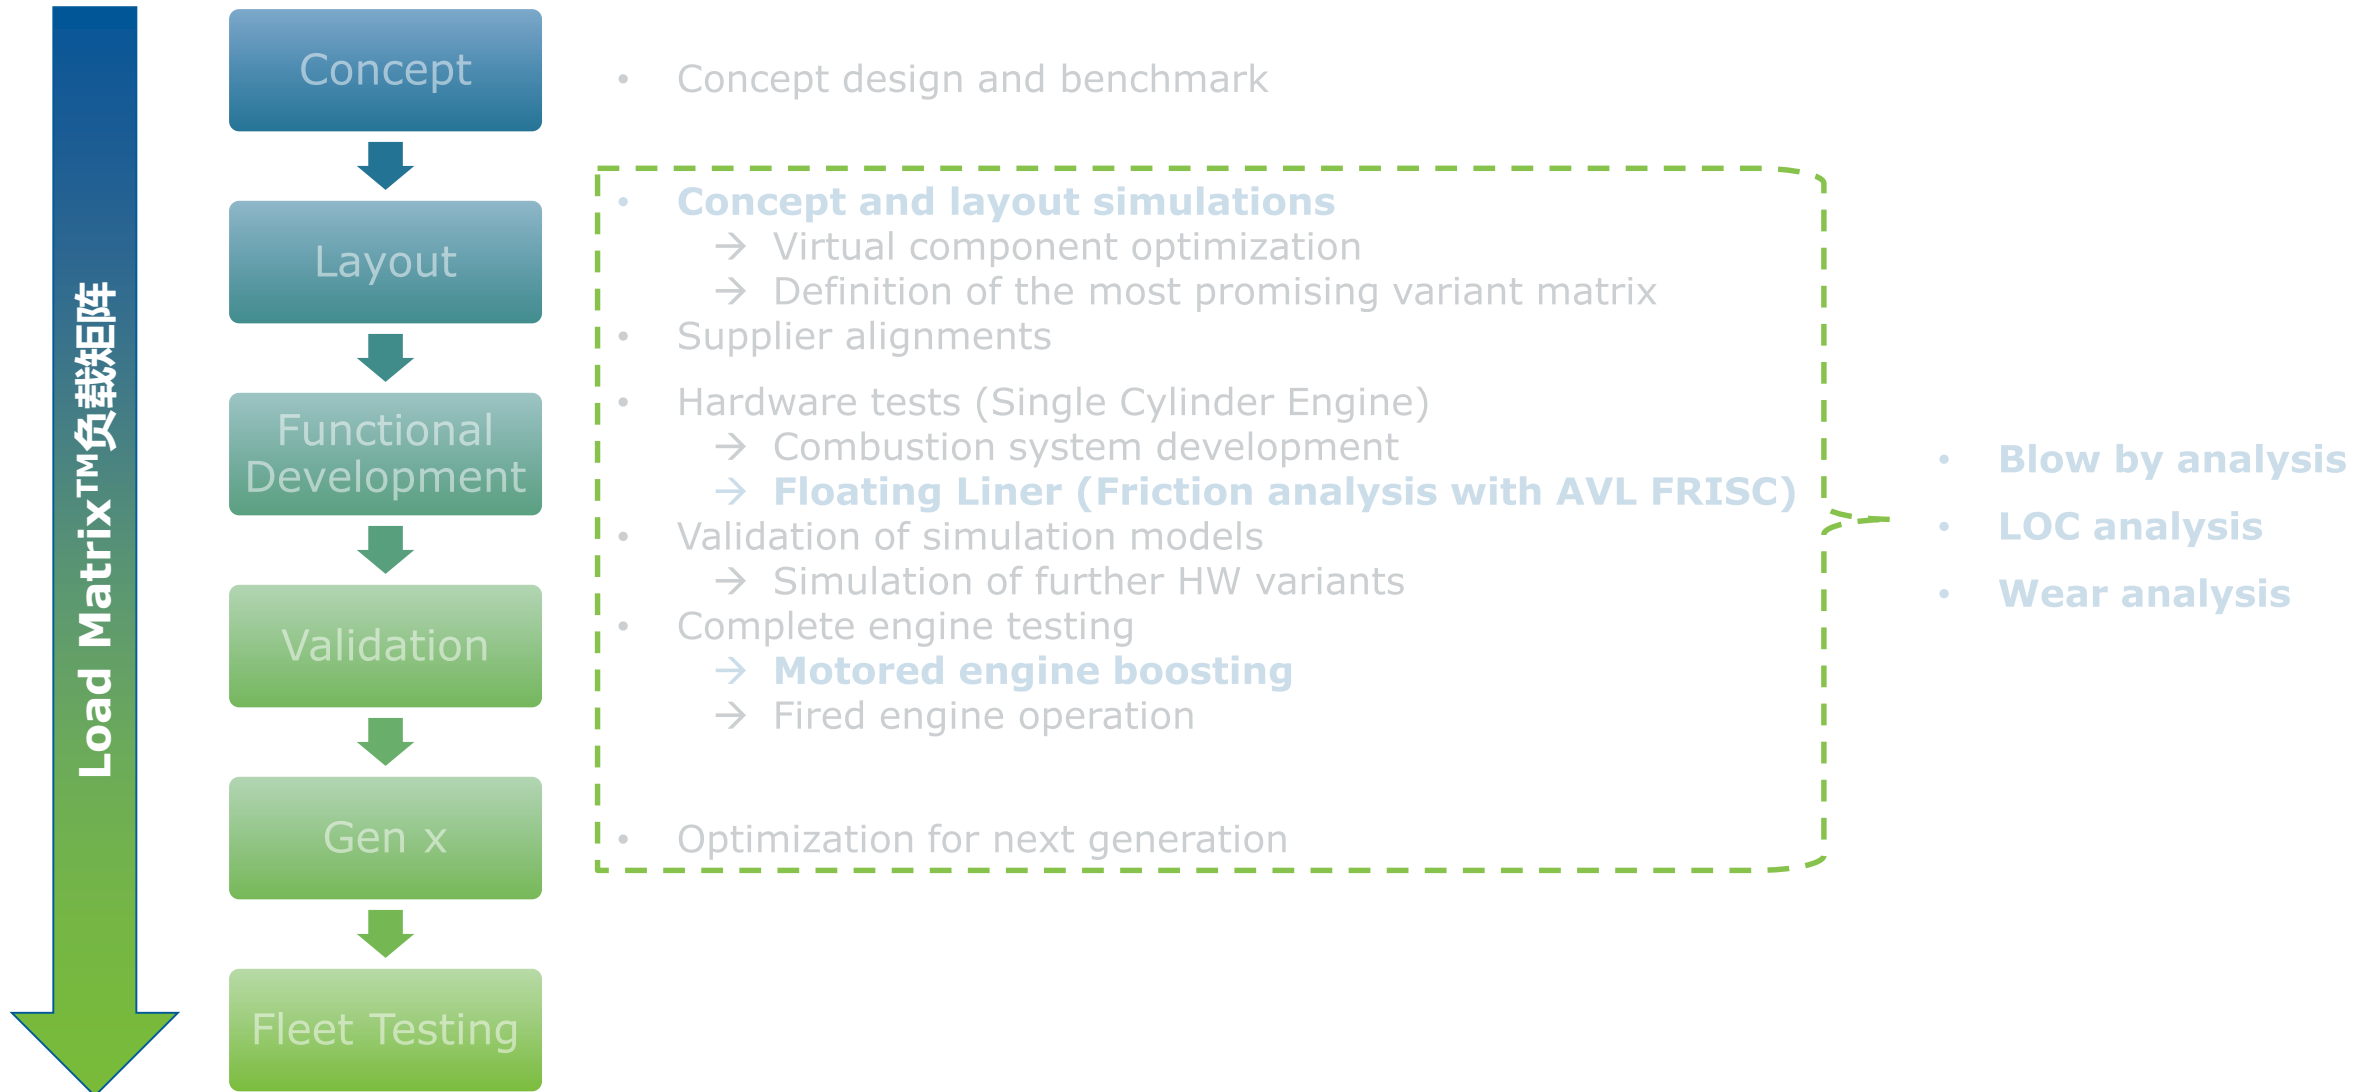 Load Matrix™负载矩阵
Concept
• Concept design and benchmark
Layout
• Concept and layout simulations
→ Virtual component optimization
→ Definition of the most promising variant matrix
• Supplier alignments
Functional
Development
• Hardware tests (Single Cylinder Engine)
→ Combustion system development
→ Floating Liner (Friction analysis with AVL FRISC)
• Validation of simulation models
→ Simulation of further HW variants
Validation
• Complete engine testing
→ Motored engine boosting
→ Fired engine operation
Gen x
• Optimization for next generation
Fleet Testing
• Blow by analysis
• LOC analysis
• Wear analysis